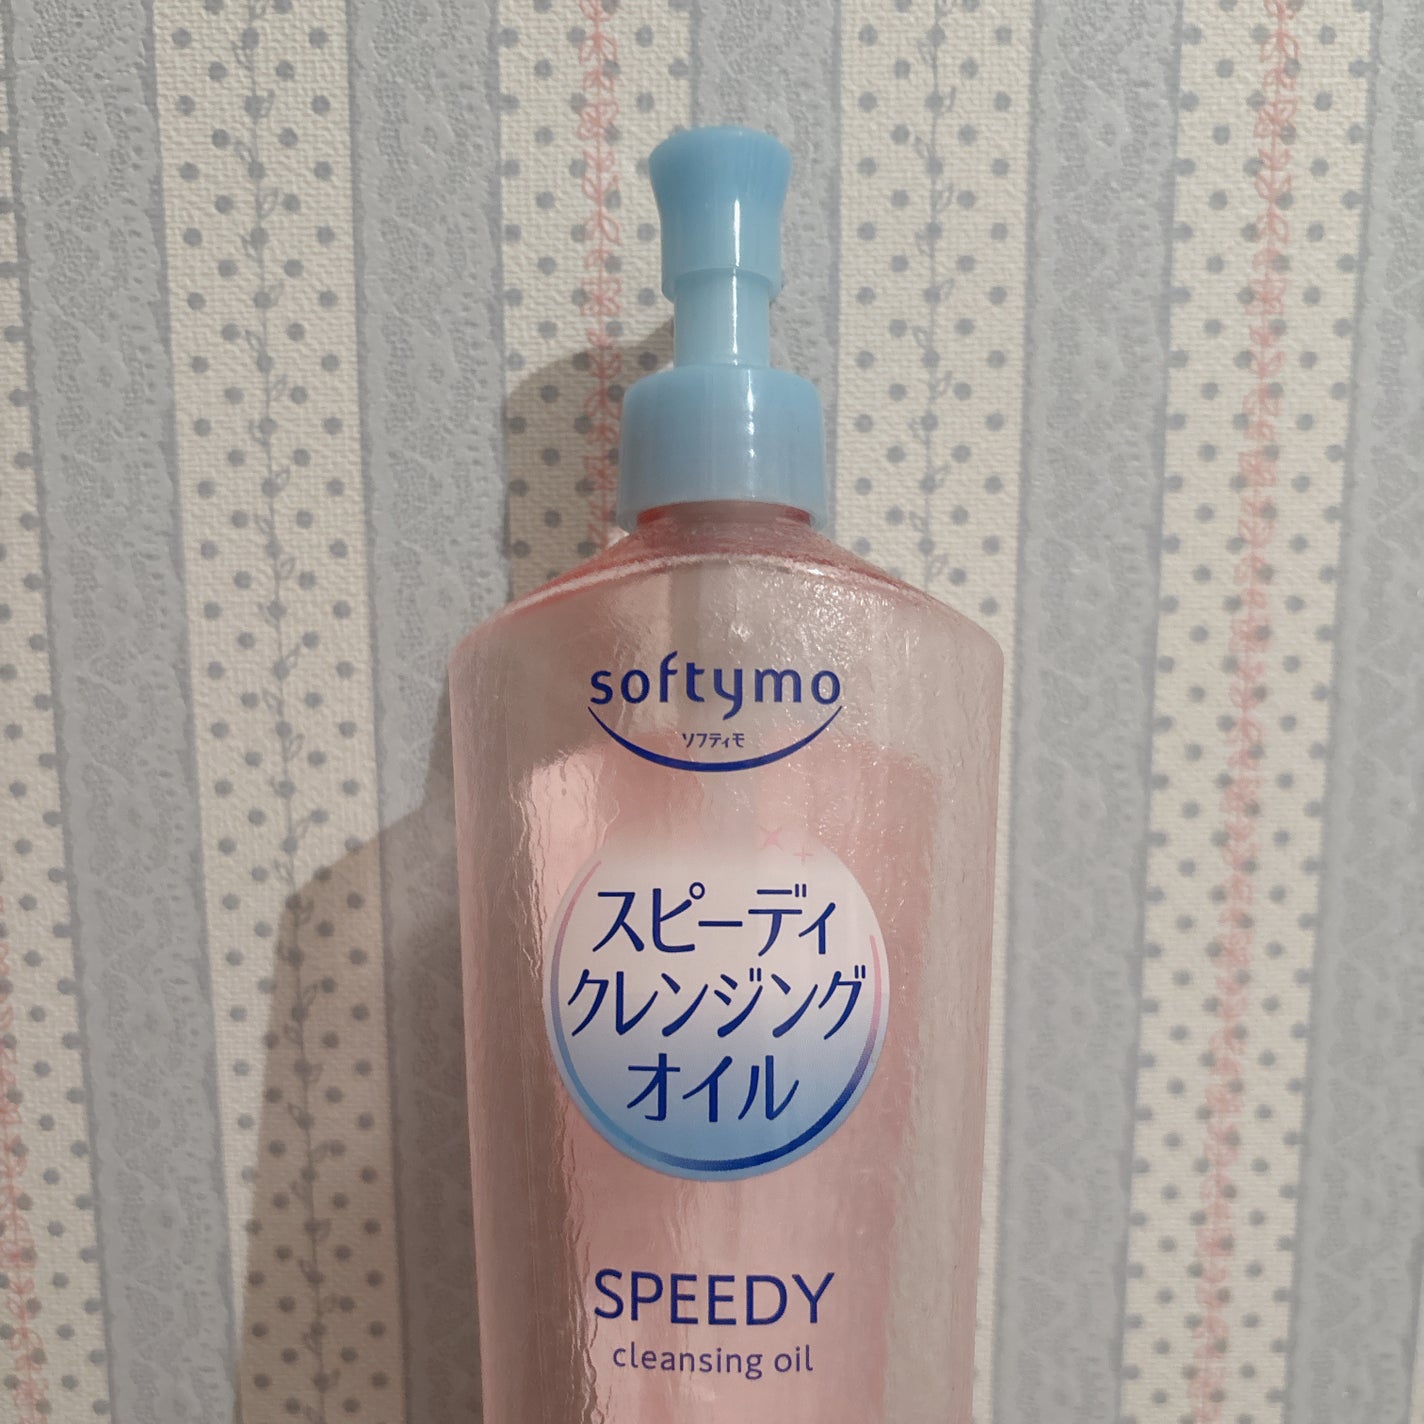 softymo
ソフティモ
スピーディ
クレンジング
オイル
SPEEDY
cleansing oil